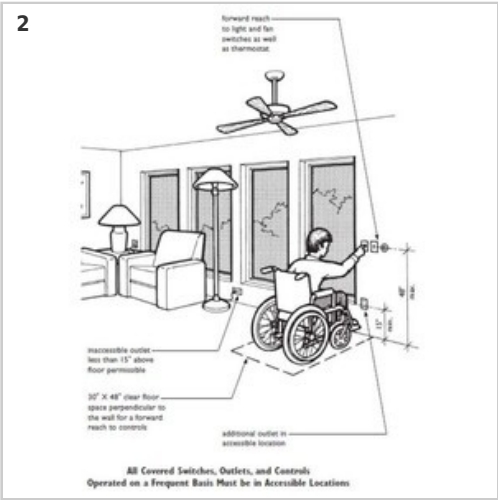 2
forward reach
to light and fan
switches as well
as thermostat
48"
max.
15"
min.
inaccessible outlet
less than 15" above
floor permissible
30" X 48" clear floor
space perpendicular to
the wall for a forward
reach to controls
additional outlet in
accessible location
All Covered Switches, Outlets, and Controls
Operated on a Frequent Basis Must be in Accessible Locations